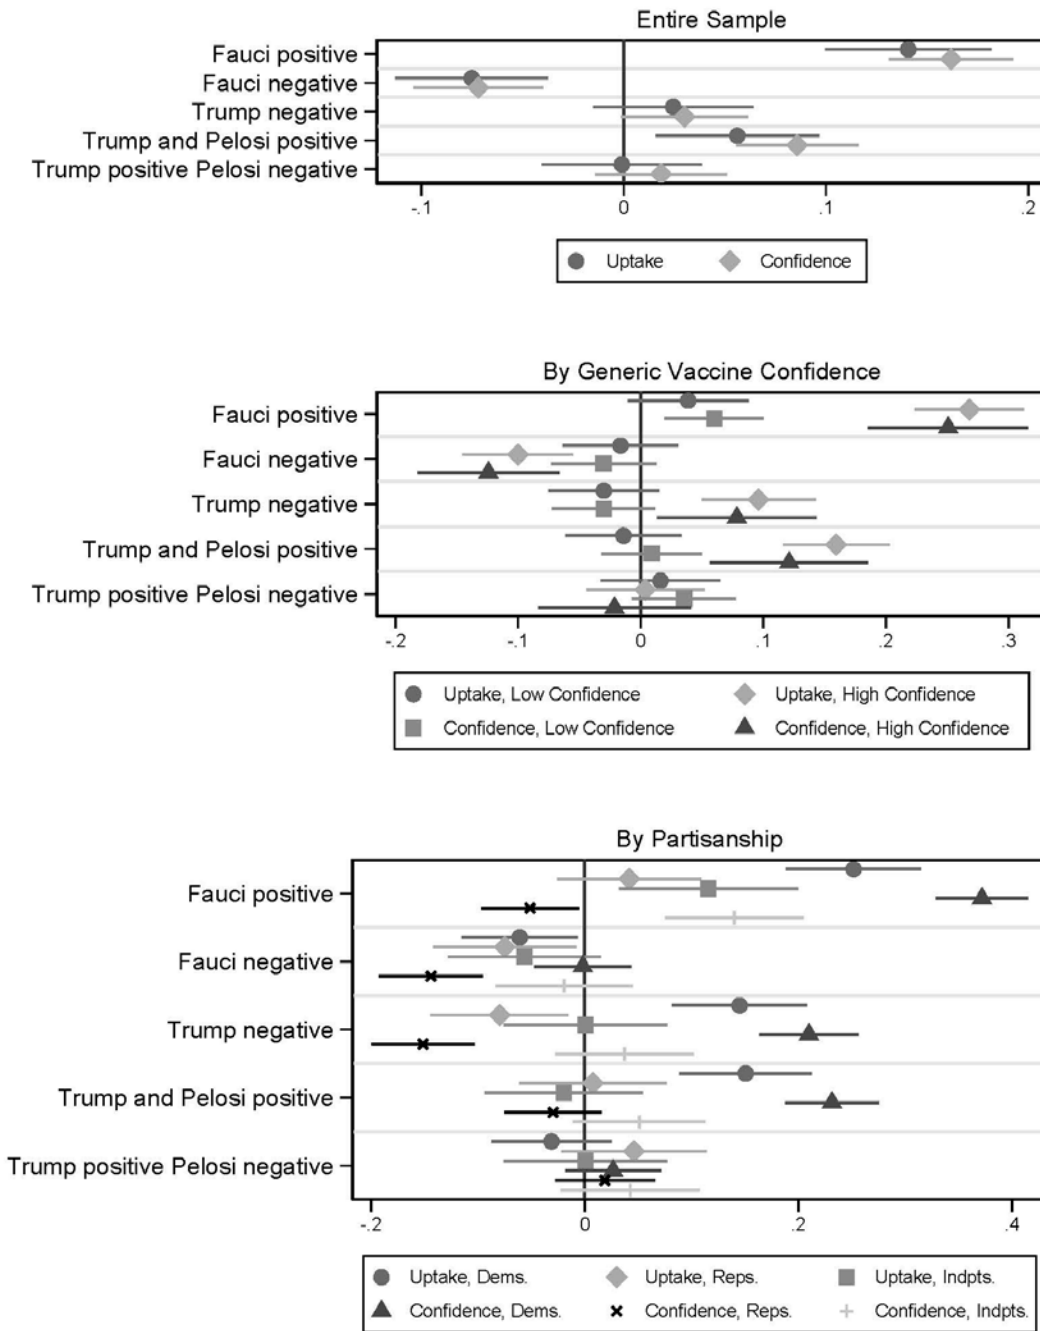 Entire Sample
Fauci positive
Fauci negative
Trump negative
Trump and Pelosi positive
Trump positive Pelosi negative
-.1 0 .1 .2
Uptake Confidence
By Generic Vaccine Confidence
Fauci positive
Fauci negative
Trump negative
Trump and Pelosi positive
Trump positive Pelosi negative
-.2 -.1 0 .1 .2 .3
Uptake, Low Confidence Uptake, High Confidence
Confidence, Low Confidence Confidence, High Confidence
By Partisanship
Fauci positive
Fauci negative
Trump negative
Trump and Pelosi positive
Trump positive Pelosi negative
-.2 0 .2 .4
Uptake, Dems. Uptake, Reps. Uptake, Indpts.
Confidence, Dems. Confidence, Reps. Confidence, Indpts.